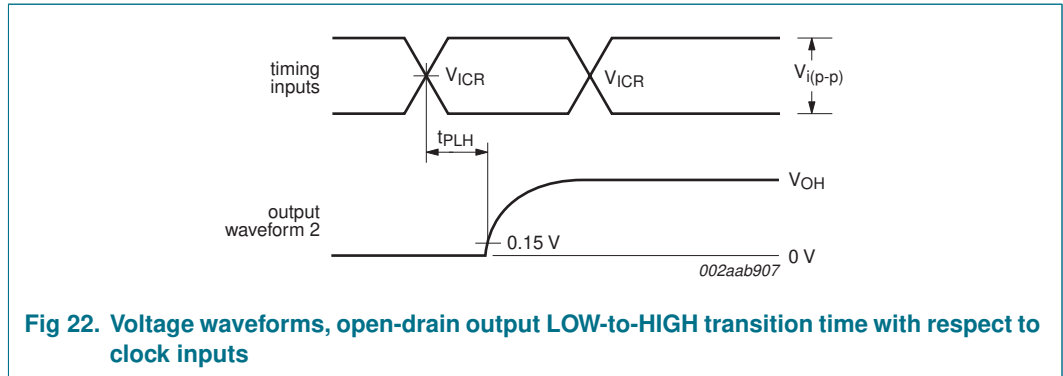 timing
inputs
VICR
VICR
Vi(p-p)
tPLH
VOH
output
waveform 2
0.15 V
0 V
002aab907
Fig 22. Voltage waveforms, open-drain output LOW-to-HIGH transition time with respect to
clock inputs